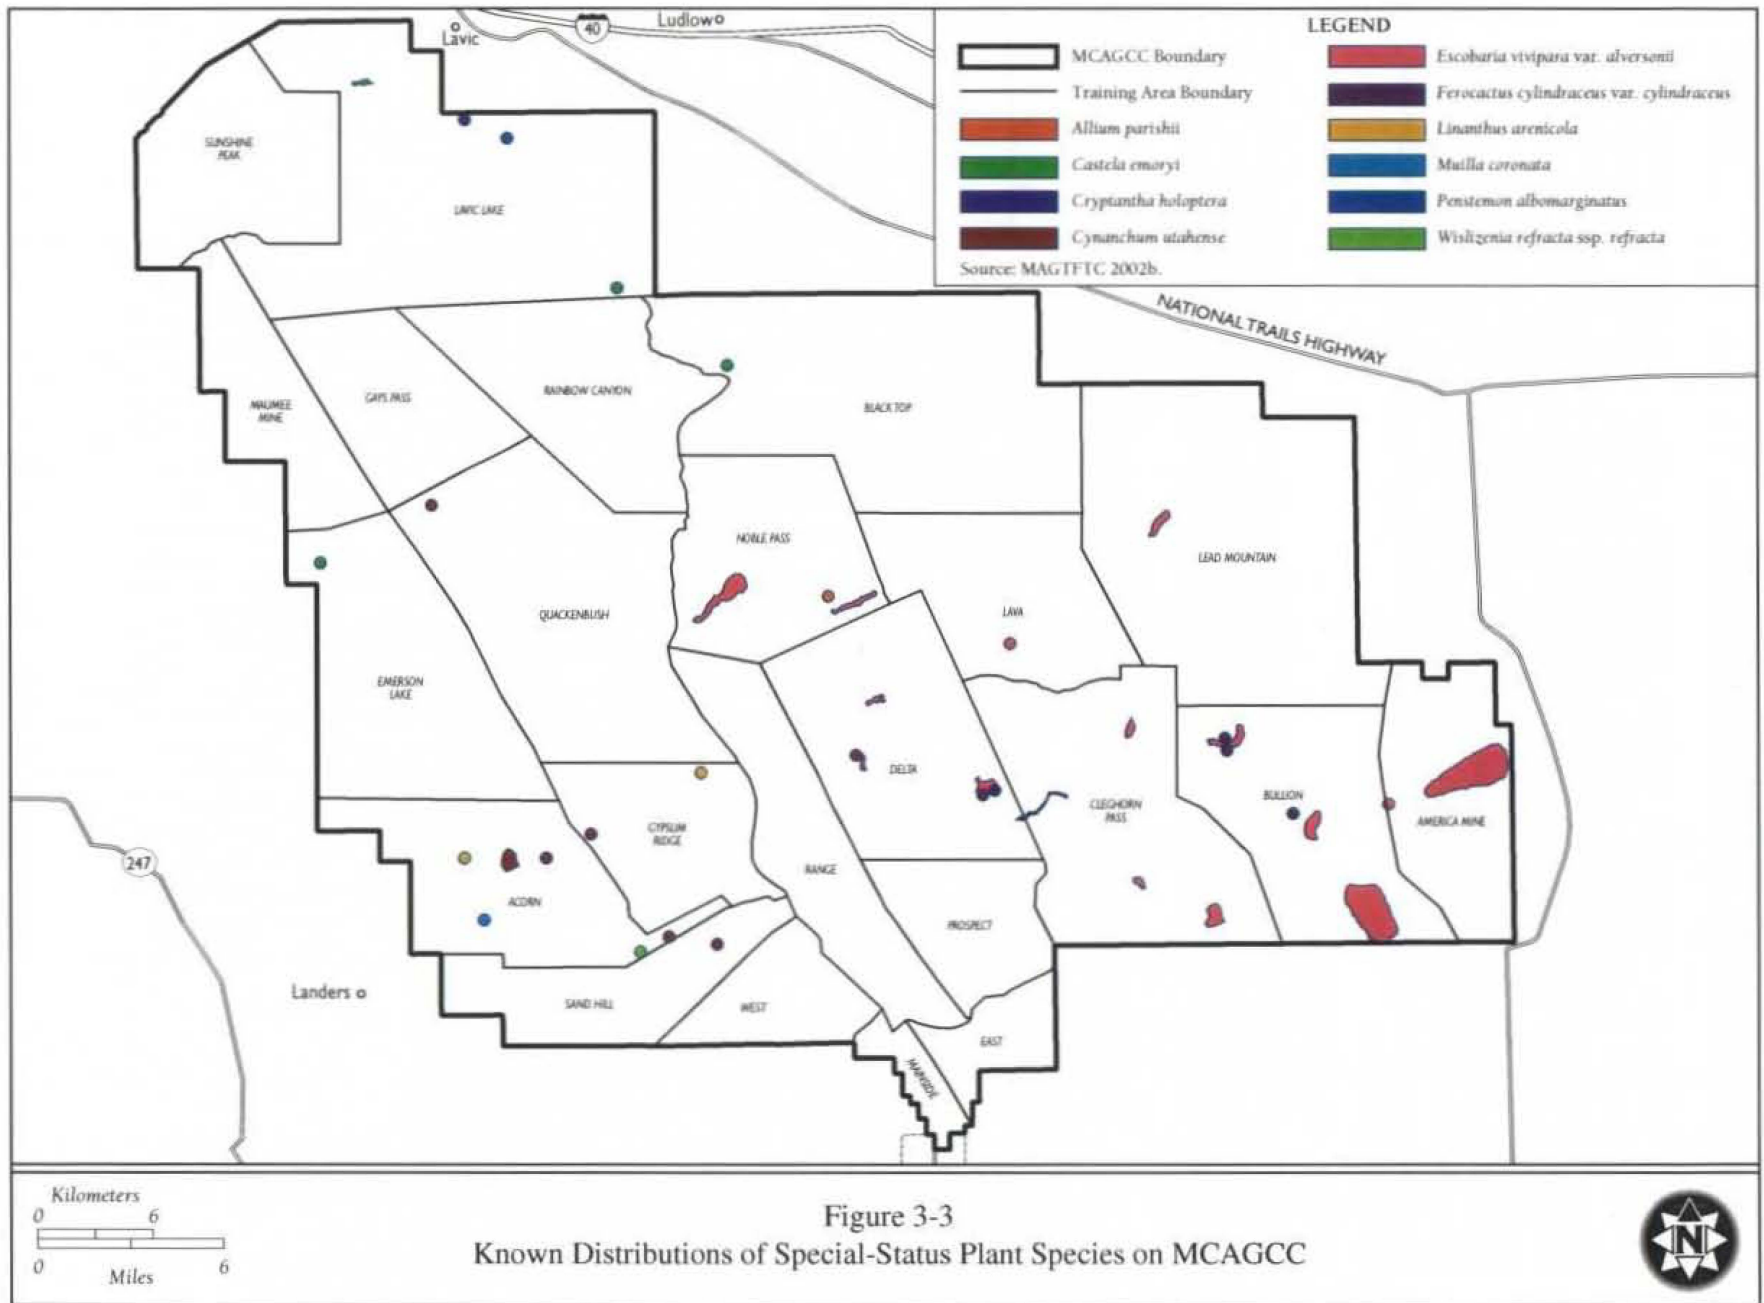 Lavic
40
Ludlow
LEGEND
MCAGCC Boundary
Training Area Boundary
Allium parishii
Castela emoryi
Cryptantha holoptera
Cynanchum utahense
Source: MAGTFTC 2002b.
Escobaria vivipara var. alversonii
Ferocactus cylindraceus var. cylindraceus
Linanthus arenicola
Muilla coronata
Penstemon albomarginatus
Wislizenia refracta ssp. refracta
SUNSHINE
PEAK
LAVIC LAKE
NATIONAL TRAILS HIGHWAY
MAUMEE
MINE
GAYS PASS
RAINBOW CANYON
BLACK TOP
NOBLE PASS
LEAD MOUNTAIN
QUACKENBUSH
LAVA
EMERSON
LAKE
DELTA
CLEGHORN
PASS
BULLION
AMERICA MINE
GYPSUM
RIDGE
247
RANGE
ACORN
PROSPECT
Landers
SAND HILL
WEST
EAST
MAINSIDE
Kilometers
0 6
0 6
Miles
Figure 3-3
Known Distributions of Special-Status Plant Species on MCAGCC
N